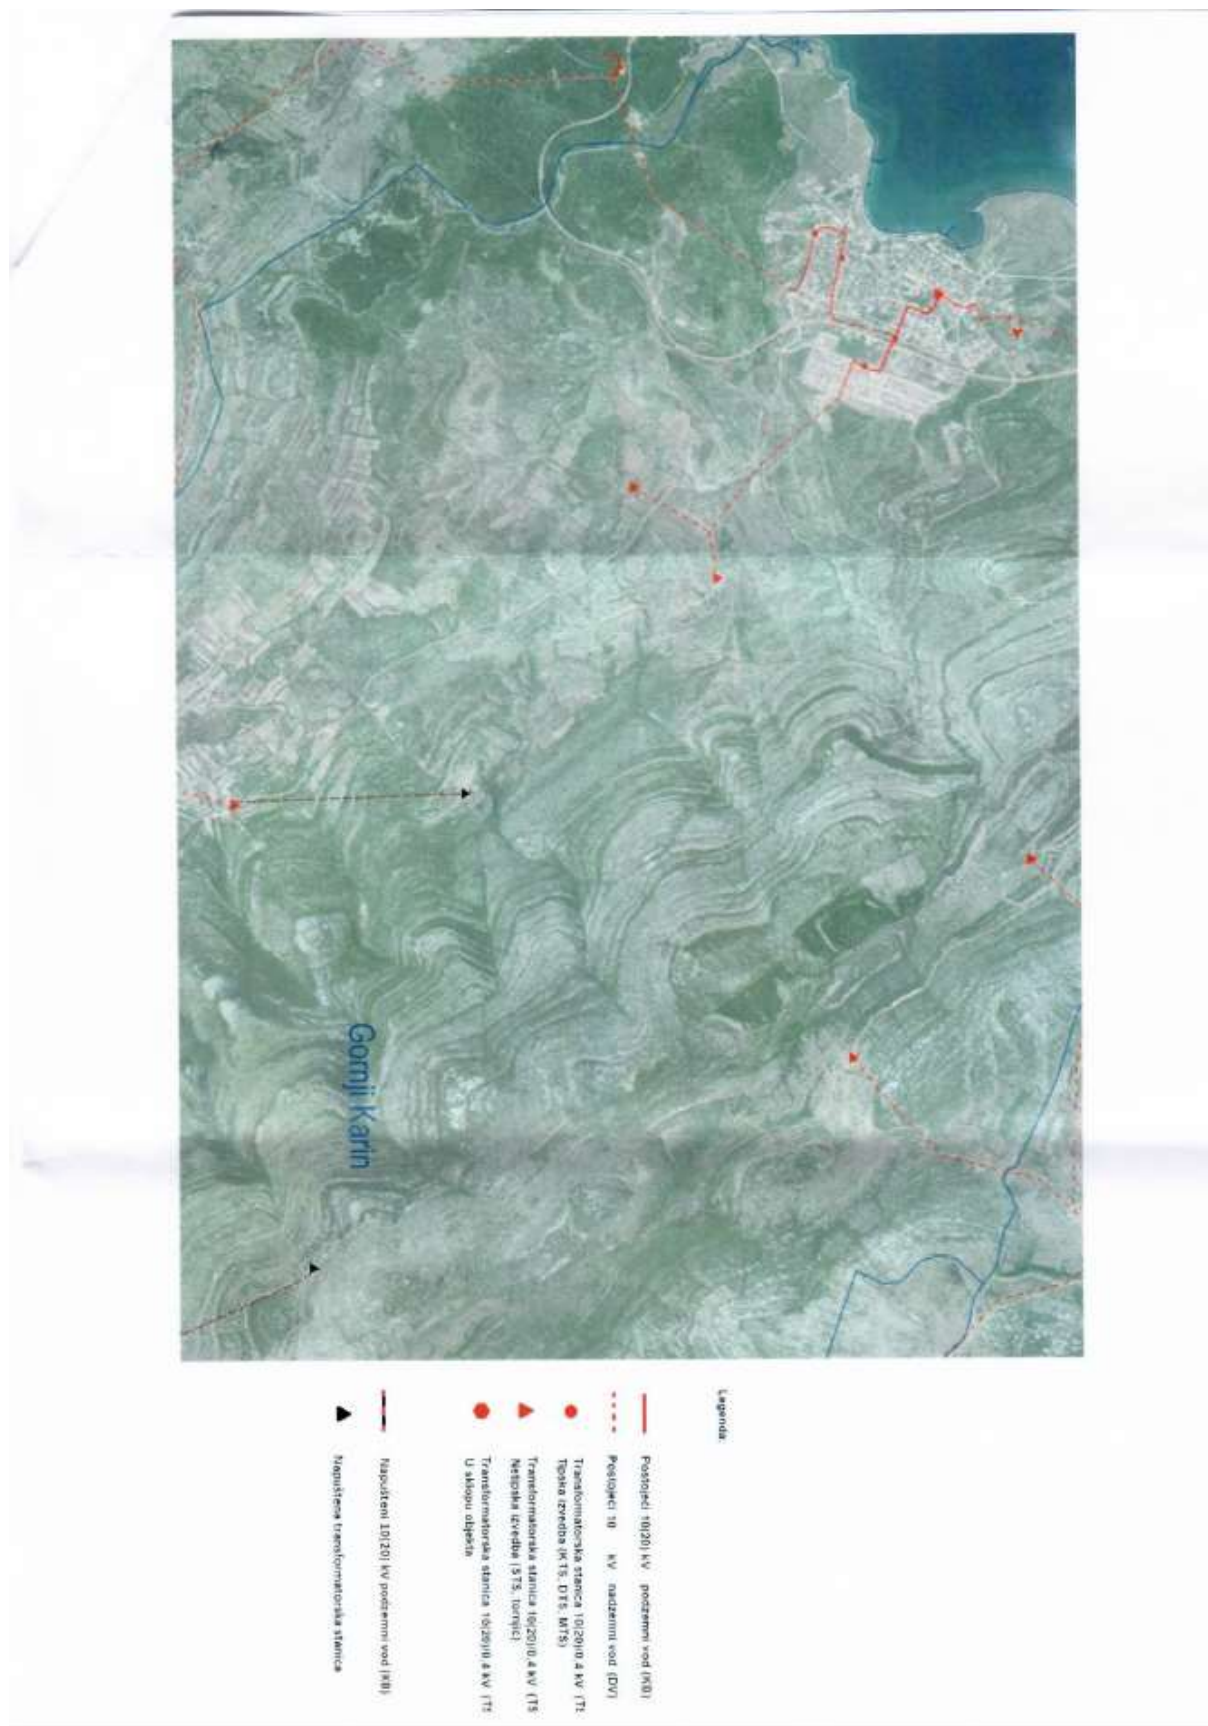 Gornji Karin
Legenda:
Postojeći 10(20) kV podzemni vod (KB)
Postojeći 10 kV nadzemni vod (DV)
Transformatorska stanica 10(20)/0.4 kV (TS
Tipska izvedba (KTS, DTS, MTS)
Transformatorska stanica 10(20)/0.4 kV (TS
Netipska izvedba (STS, tornjic)
Transformatorska stanica 10(20)/0.4 kV (TS
U sklopu objekta
Napušteni 10(20) kV podzemni vod (KB)
Napuštena transformatorska stanica